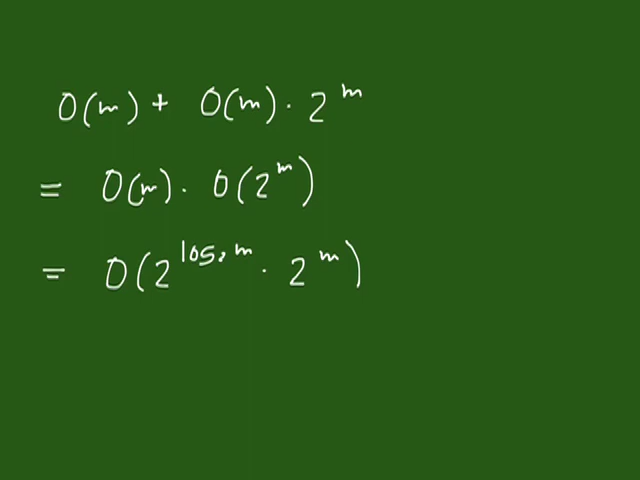 O(m) + O(m) · 2^m
= O(m) · O(2^m)
= O(2^{log₂ m} · 2^m)